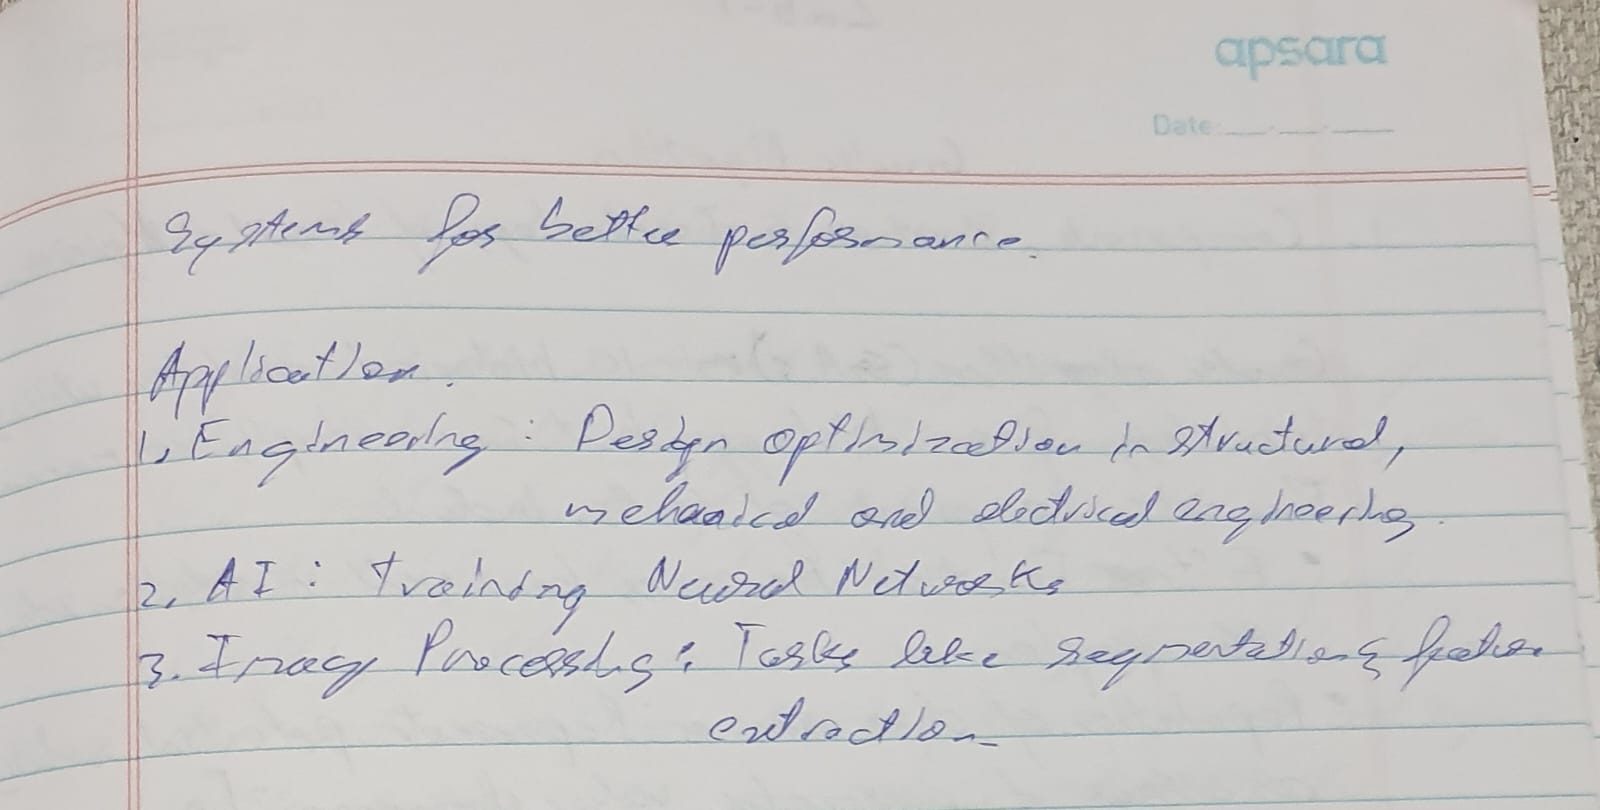 apsara
Date:
Systems for better performance.
Application.
1, Engineering : Design optimization in structural,
mechanical and electrical engineering.
2, AI : training Neural Networks
3. Image Processing : Tasks like segmentation & feature
extraction